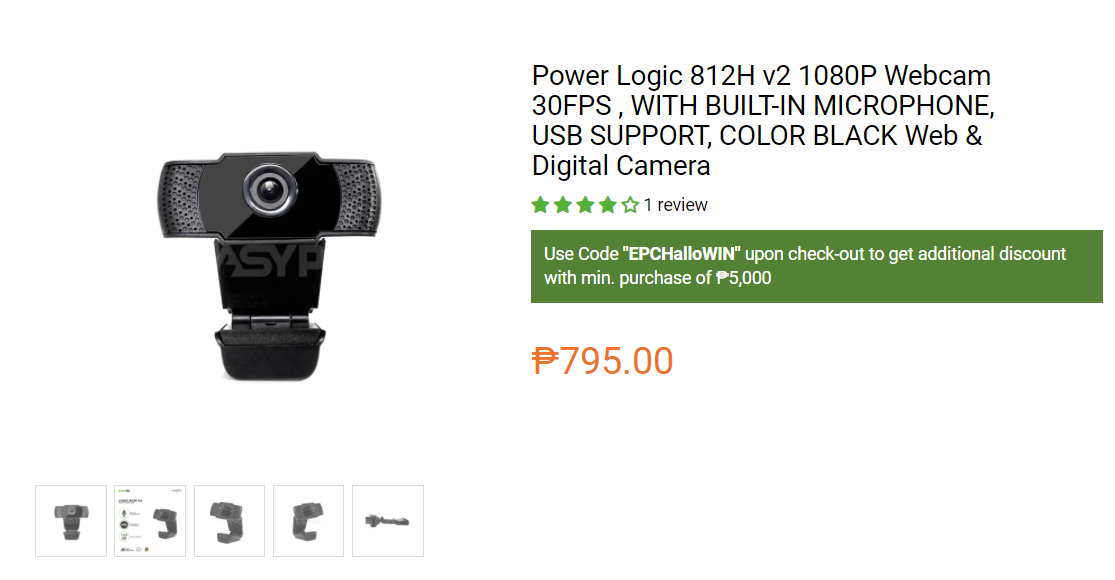 Power Logic 812H v2 1080P Webcam
30FPS , WITH BUILT-IN MICROPHONE,
USB SUPPORT, COLOR BLACK Web &
Digital Camera
1 review
Use Code "EPCHalloWIN" upon check-out to get additional discount
with min. purchase of ₱5,000
₱795.00